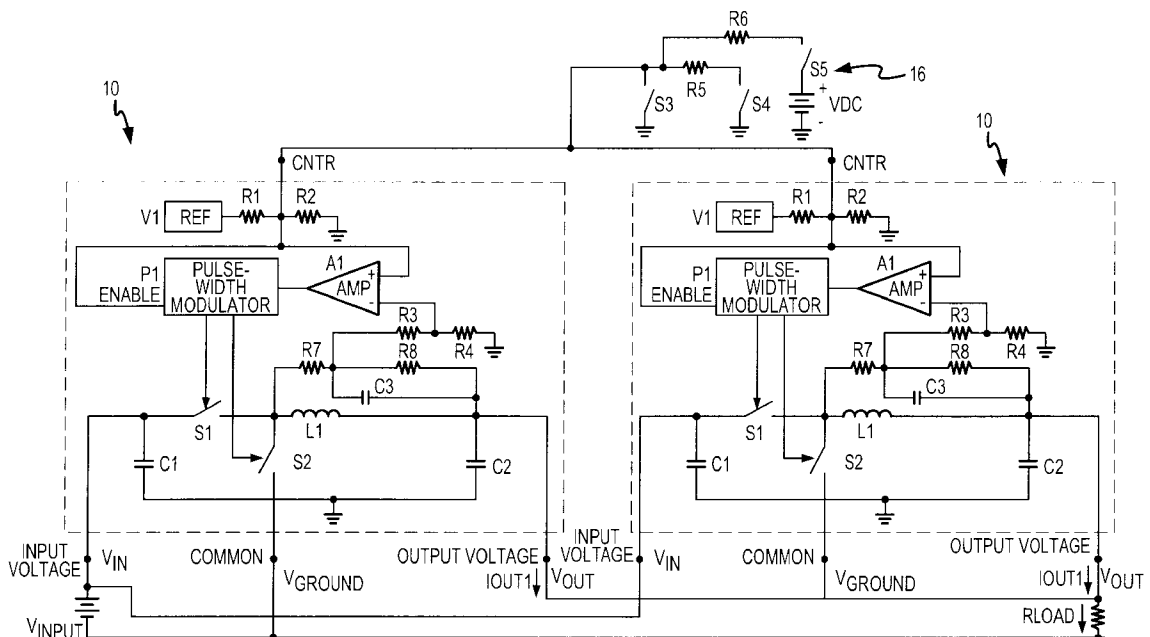 R6
S5
16
R5
S3
S4
+
VDC
-
10
10
CNTR
CNTR
R1
R2
V1
REF
R1
R2
V1
REF
P1
ENABLE
PULSE-
WIDTH
MODULATOR
A1
+
AMP
-
P1
ENABLE
PULSE-
WIDTH
MODULATOR
A1
+
AMP
-
R3
R7
R8
R4
C3
R3
R7
R8
R4
C3
S1
L1
C1
S2
C2
S1
L1
C1
S2
C2
INPUT
VOLTAGE
VIN
COMMON
VGROUND
OUTPUT VOLTAGE
IOUT1
VOUT
INPUT
VOLTAGE
VIN
COMMON
VGROUND
OUTPUT VOLTAGE
IOUT1
VOUT
VINPUT
RLOAD